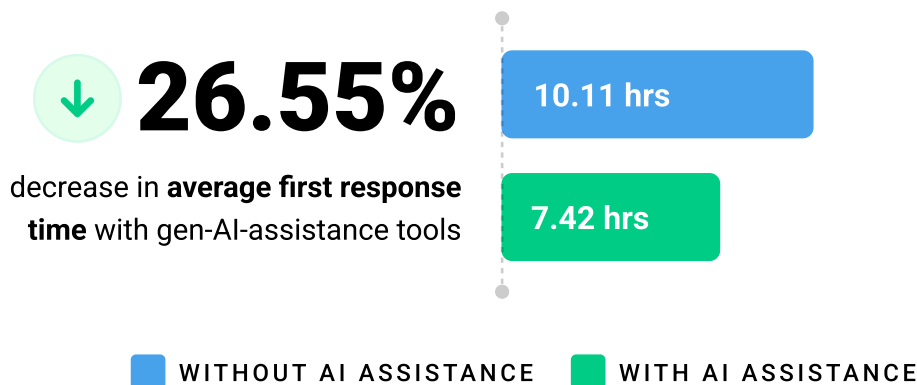 26.55%
decrease in average first response
time with gen-AI-assistance tools
10.11 hrs
7.42 hrs
WITHOUT AI ASSISTANCE
WITH AI ASSISTANCE